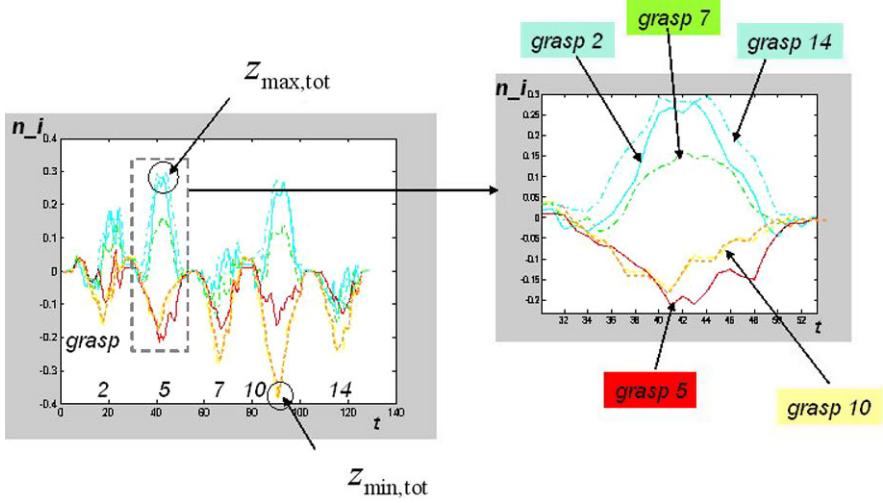 z_max,tot
n_i
0.4
0.3
0.2
0.1
0
-0.1
-0.2
-0.3
-0.4
grasp
2 5 7 10 14
0 20 40 60 80 100 120 140
t
z_min,tot
grasp 7
grasp 2
grasp 14
n_i
0.3
0.25
0.2
0.15
0.1
0.05
0
-0.05
-0.1
-0.15
-0.2
32 34 36 38 40 42 44 46 48 50 52
t
grasp 5
grasp 10